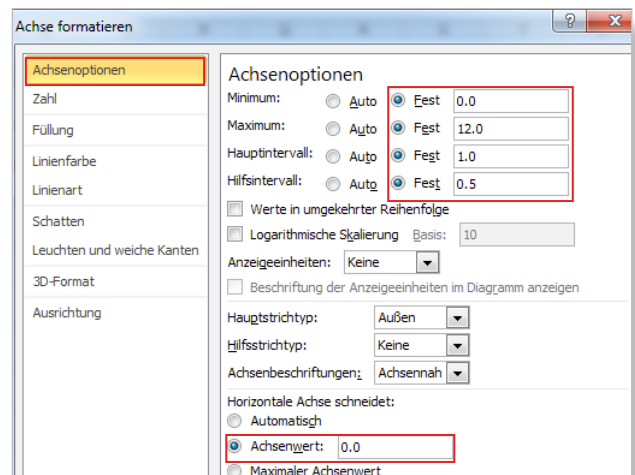 Achse formatieren
Achsenoptionen
Zahl
Füllung
Linienfarbe
Linienart
Schatten
Leuchten und weiche Kanten
3D-Format
Ausrichtung
Achsenoptionen
Minimum: Auto Fest 0.0
Maximum: Auto Fest 12.0
Hauptintervall: Auto Fest 1.0
Hilfsintervall: Auto Fest 0.5
Werte in umgekehrter Reihenfolge
Logarithmische Skalierung Basis: 10
Anzeigeeinheiten: Keine
Beschriftung der Anzeigeeinheiten im Diagramm anzeigen
Hauptstrichtyp: Außen
Hilfsstrichtyp: Keine
Achsenbeschriftungen: Achsennah
Horizontale Achse schneidet:
Automatisch
Achsenwert: 0.0
Maximaler Achsenwert